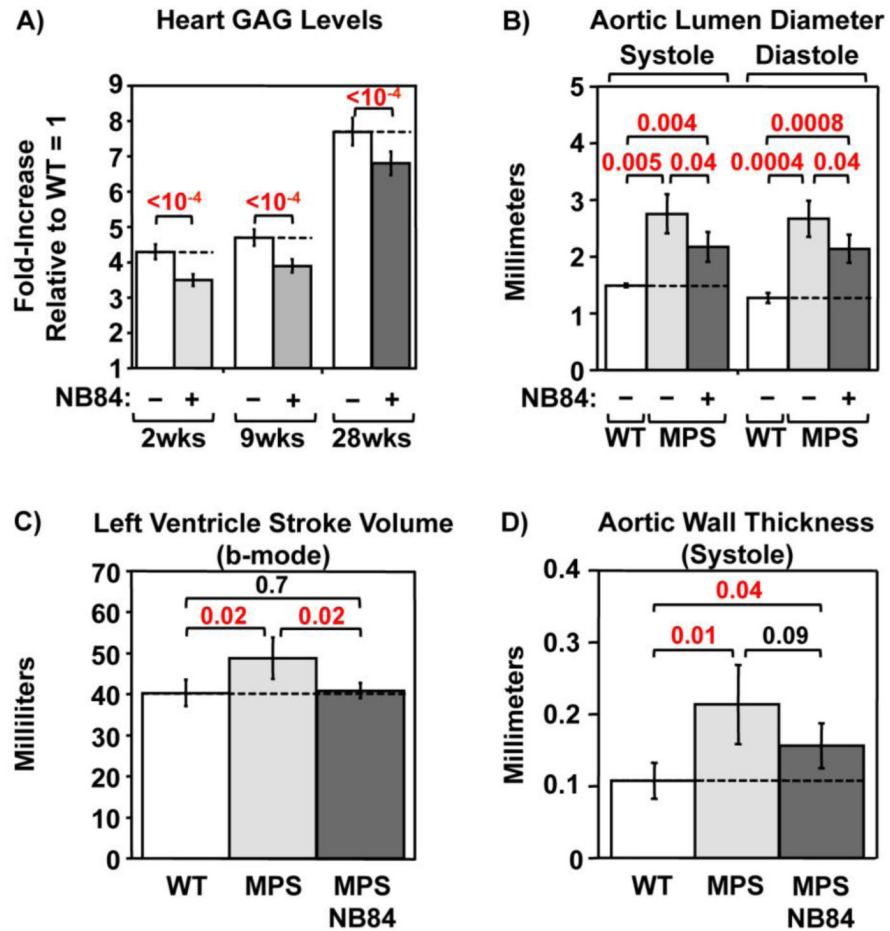 A)
Heart GAG Levels
Fold-Increase
Relative to WT = 1
9
8
7
6
5
4
3
2
1
<10⁻⁴
<10⁻⁴
<10⁻⁴
NB84: – + – + – +
2wks 9wks 28wks
B)
Aortic Lumen Diameter
Systole Diastole
Millimeters
5
4
3
2
1
0
0.004 0.0008
0.005 0.04 0.0004 0.04
NB84: – – + – – +
WT MPS WT MPS
C)
Left Ventricle Stroke Volume
(b-mode)
Milliliters
70
60
50
40
30
20
10
0
0.7
0.02 0.02
WT MPS MPS
NB84
D)
Aortic Wall Thickness
(Systole)
Millimeters
0.4
0.3
0.2
0.1
0
0.04
0.01 0.09
WT MPS MPS
NB84